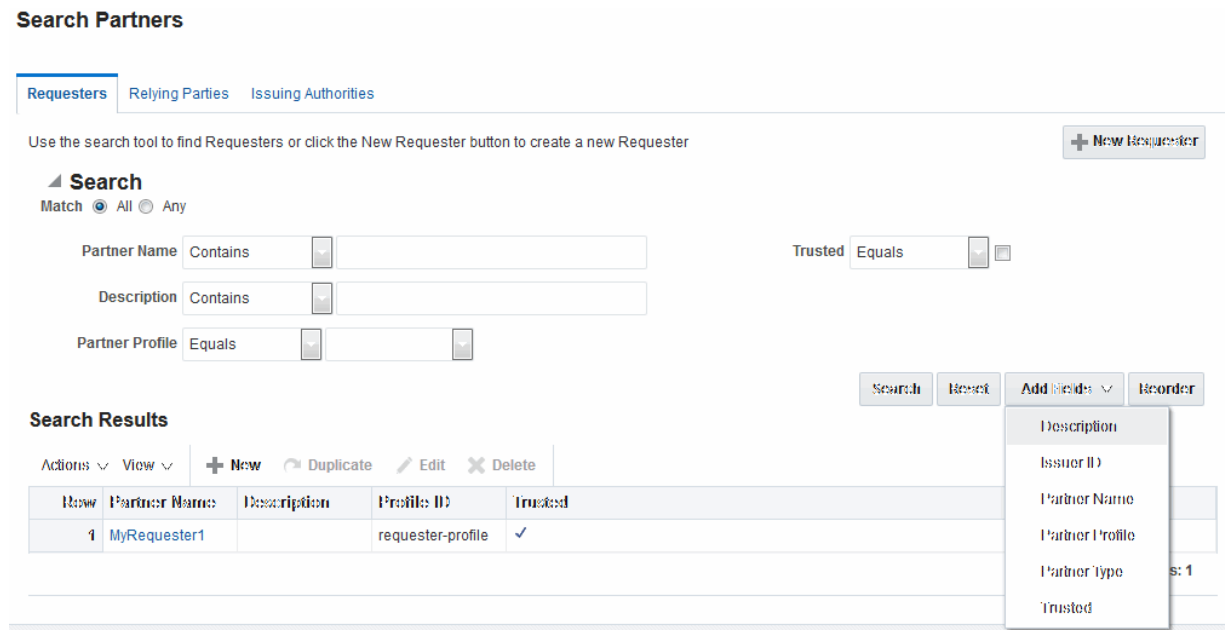 Search Partners
Requesters Relying Parties Issuing Authorities
Use the search tool to find Requesters or click the New Requester button to create a new Requester
New Requester
Search
Match All Any
Partner Name Contains Trusted Equals
Description Contains
Partner Profile Equals
Search Reset Add Fields Reorder
Search Results
Description
Actions View New Duplicate Edit Delete
Issuer ID
Row Partner Name Description Profile ID Trusted
Partner Name
1 MyRequester1 requester-profile
Partner Profile
Partner Type
s: 1
Trusted